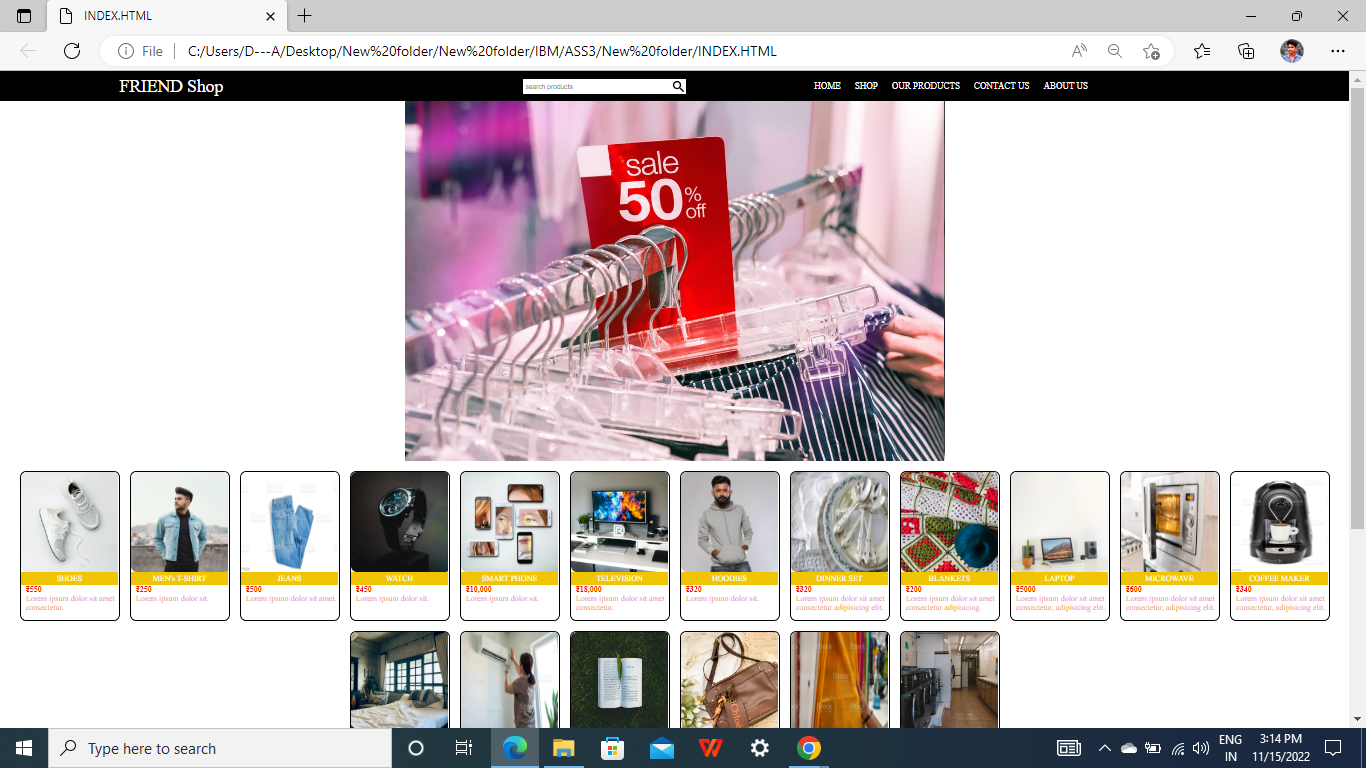 INDEX.HTML
File
C:/Users/D---A/Desktop/New%20folder/New%20folder/IBM/ASS3/New%20folder/INDEX.HTML
FRIEND Shop
search products
HOME SHOP OUR PRODUCTS CONTACT US ABOUT US
sale
50%
off
SHOES
₹550
Lorem ipsum dolor sit amet
consectetur.
MEN's T-SHIRT
₹250
Lorem ipsum dolor sit.
JEANS
₹500
Lorem ipsum dolor sit amet.
WATCH
₹450
Lorem ipsum dolor sit.
SMART PHONE
₹10,000
Lorem ipsum dolor sit.
TELEVISION
₹18,000
Lorem ipsum dolor sit amet
consectetur.
HOODIES
₹320
Lorem ipsum dolor sit.
DINNER SET
₹320
Lorem ipsum dolor sit amet
consectetur adipisicing elit.
BLANKETS
₹200
Lorem ipsum dolor sit amet
consectetur, adipisicing.
LAPTOP
₹5000
Lorem ipsum dolor sit amet
consectetur, adipisicing elit.
MICROWAVE
₹600
Lorem ipsum dolor sit amet
consectetur, adipisicing elit.
COFFEE MAKER
₹340
Lorem ipsum dolor sit amet
consectetur adipisicing elit.
Type here to search
ENG
IN
3:14 PM
11/15/2022